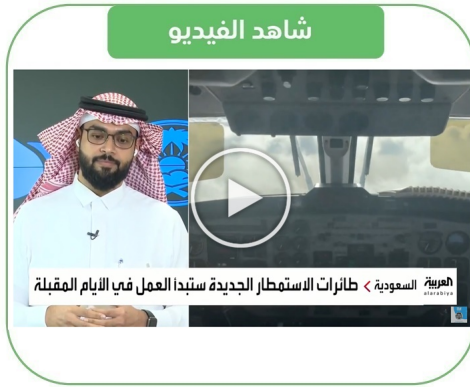 شاهد الفيديو
العربية السعودية > طائرات الاستمطار الجديدة ستبدأ العمل في الأيام المقبلة
alarabiya